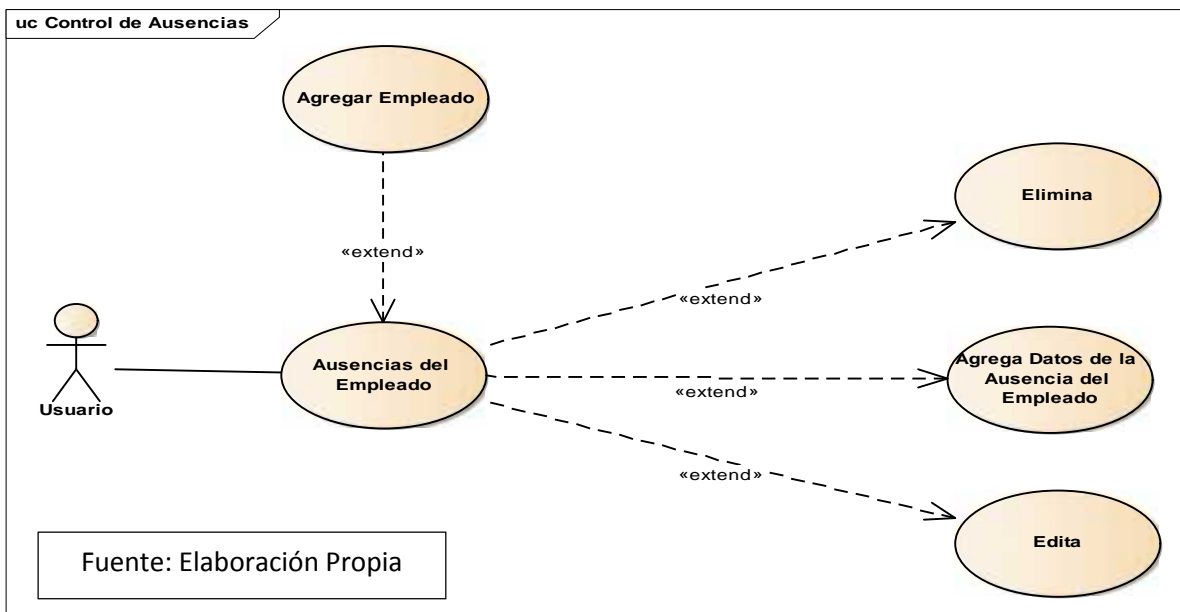 uc Control de Ausencias
Agregar Empleado
Elimina
«extend»
«extend»
Ausencias del
Empleado
Agrega Datos de la
Ausencia del
Empleado
«extend»
Usuario
«extend»
Edita
Fuente: Elaboración Propia